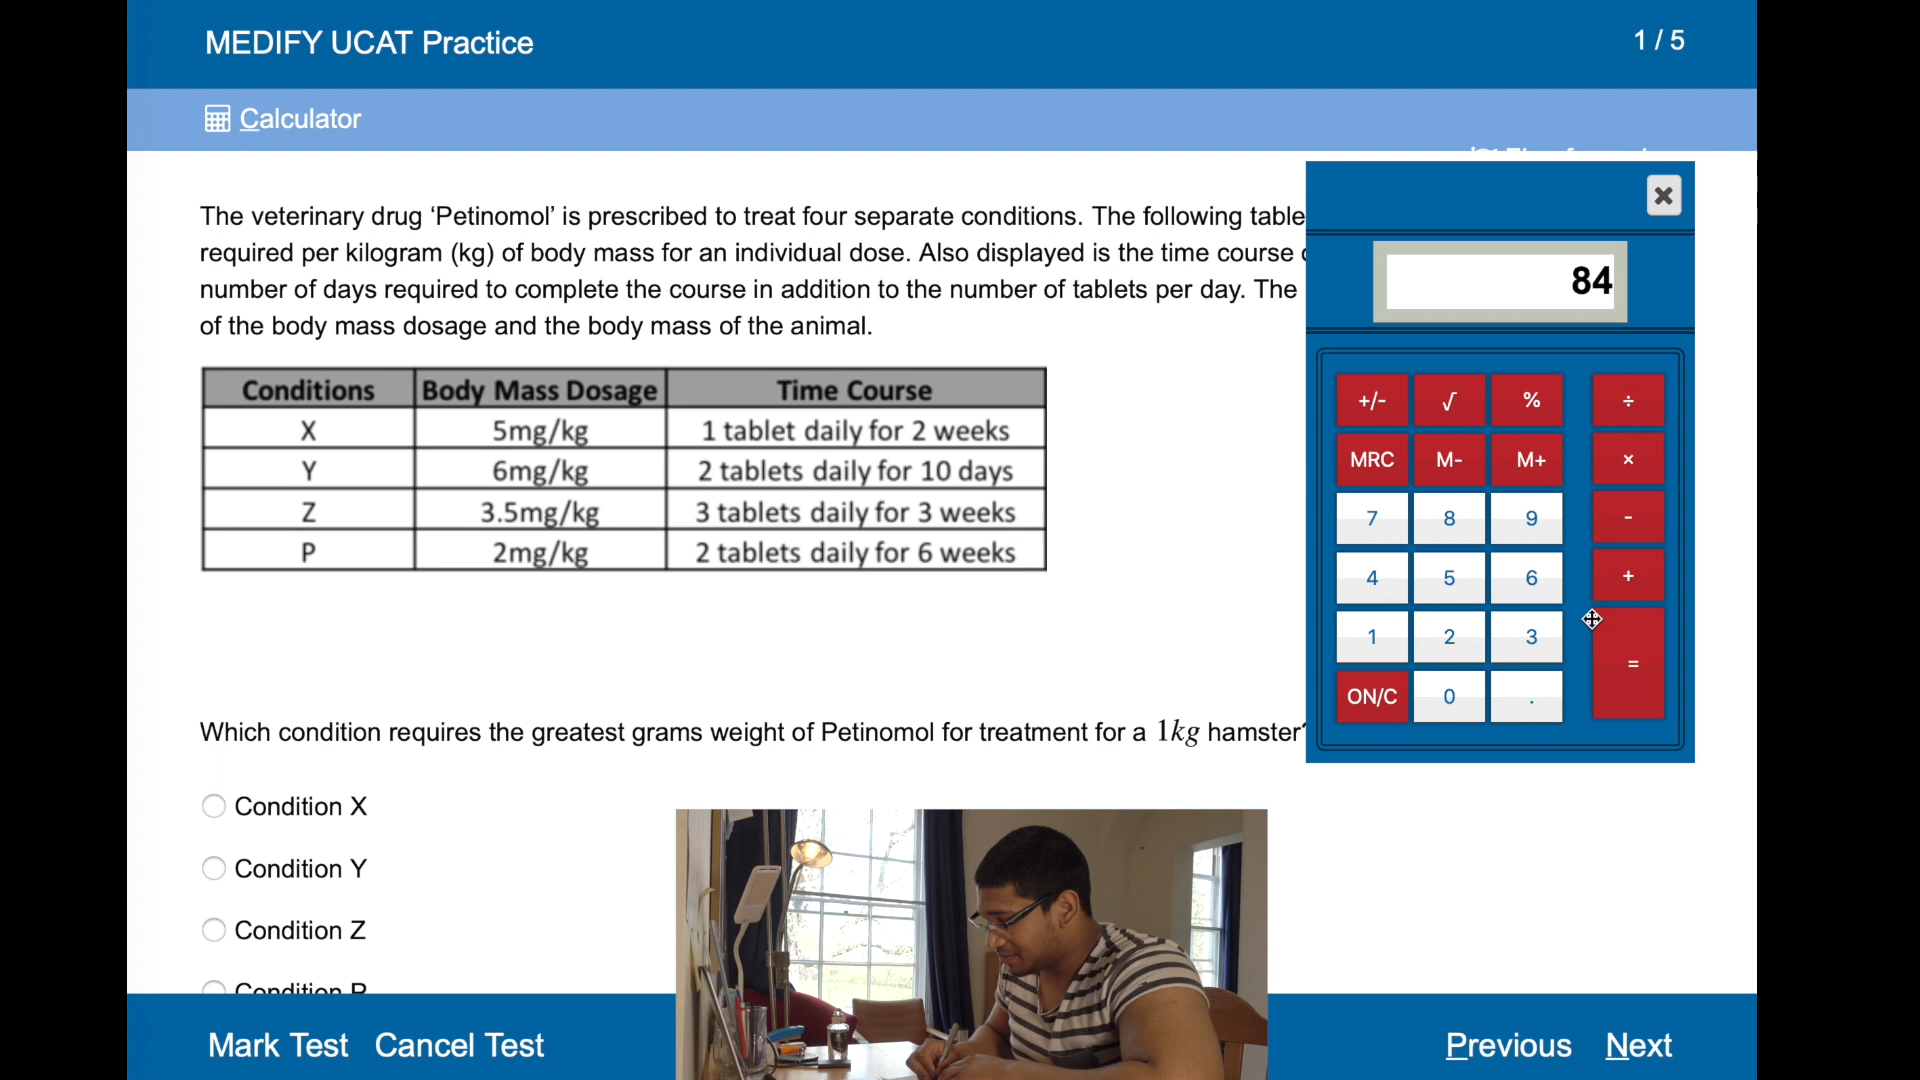 MEDIFY UCAT Practice
1 / 5
Calculator
The veterinary drug ‘Petinomol’ is prescribed to treat four separate conditions. The following table
required per kilogram (kg) of body mass for an individual dose. Also displayed is the time course
number of days required to complete the course in addition to the number of tablets per day. The
of the body mass dosage and the body mass of the animal.
Conditions Body Mass Dosage Time Course
X 5mg/kg 1 tablet daily for 2 weeks
Y 6mg/kg 2 tablets daily for 10 days
Z 3.5mg/kg 3 tablets daily for 3 weeks
P 2mg/kg 2 tablets daily for 6 weeks
84
+/- √ % ÷
MRC M- M+ ×
7 8 9 -
4 5 6 +
1 2 3 =
ON/C 0 .
Which condition requires the greatest grams weight of Petinomol for treatment for a 1kg hamster?
Condition X
Condition Y
Condition Z
Condition P
Mark Test Cancel Test
Previous Next